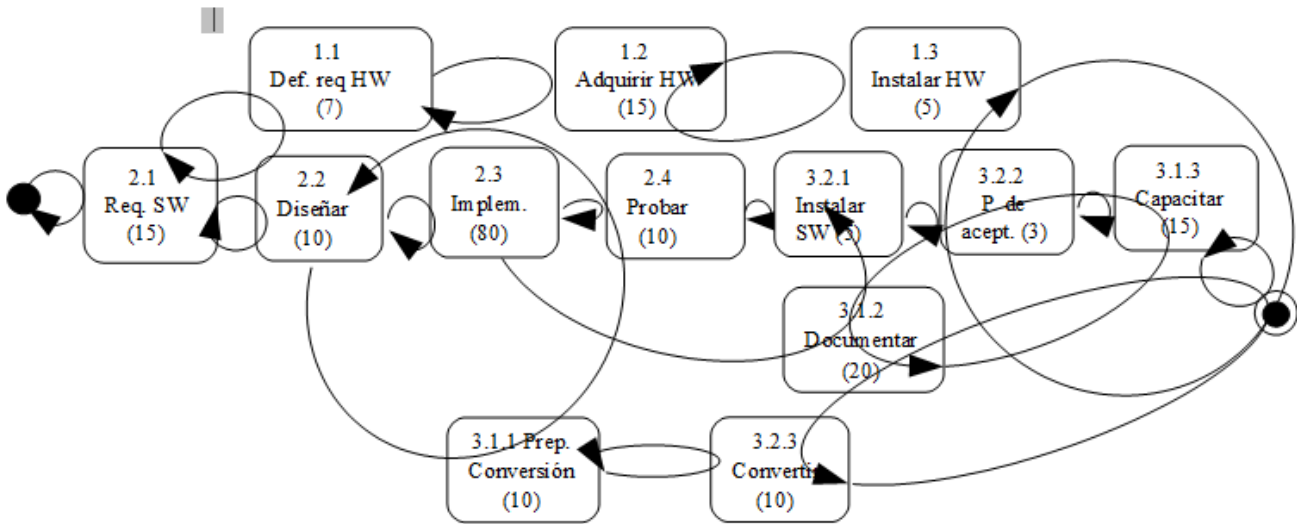 1.1
Def. req HW
(7)
1.2
Adquirir HW
(15)
1.3
Instalar HW
(5)
2.1
Req. SW
(15)
2.2
Diseñar
(10)
2.3
Implem.
(80)
2.4
Probar
(10)
3.2.1
Instalar
SW (3)
3.2.2
P. de
acept. (3)
3.1.3
Capacitar
(15)
3.1.2
Documentar
(20)
3.1.1 Prep.
Conversión
(10)
3.2.3
Convertir
(10)